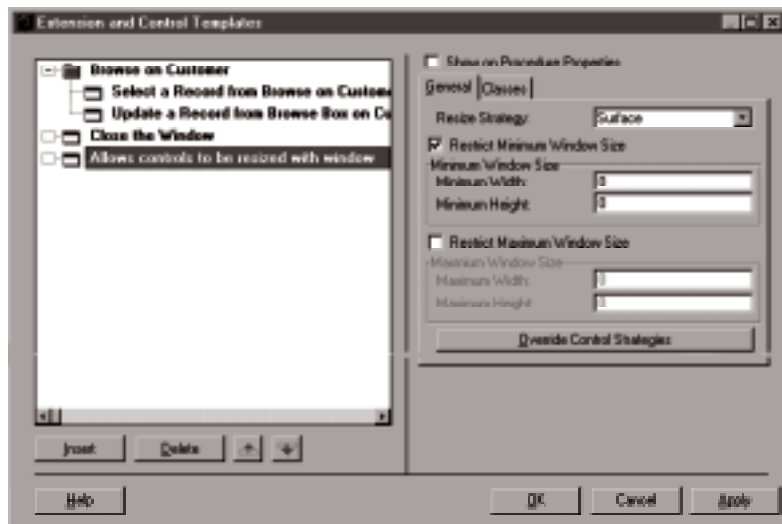 Extension and Control Templates
Browse on Customer
Select a Record from Browse on Custome
Update a Record from Browse Box on Cu
Close the Window
Allows controls to be resized with window
Insert
Delete
Show on Procedure Properties
General
Classes
Resize Strategy:
Surface
Restrict Minimum Window Size
Minimum Window Size
Minimum Width:
0
Minimum Height:
0
Restrict Maximum Window Size
Maximum Window Size
Maximum Width:
0
Maximum Height:
0
Override Control Strategies
Help
OK
Cancel
Apply